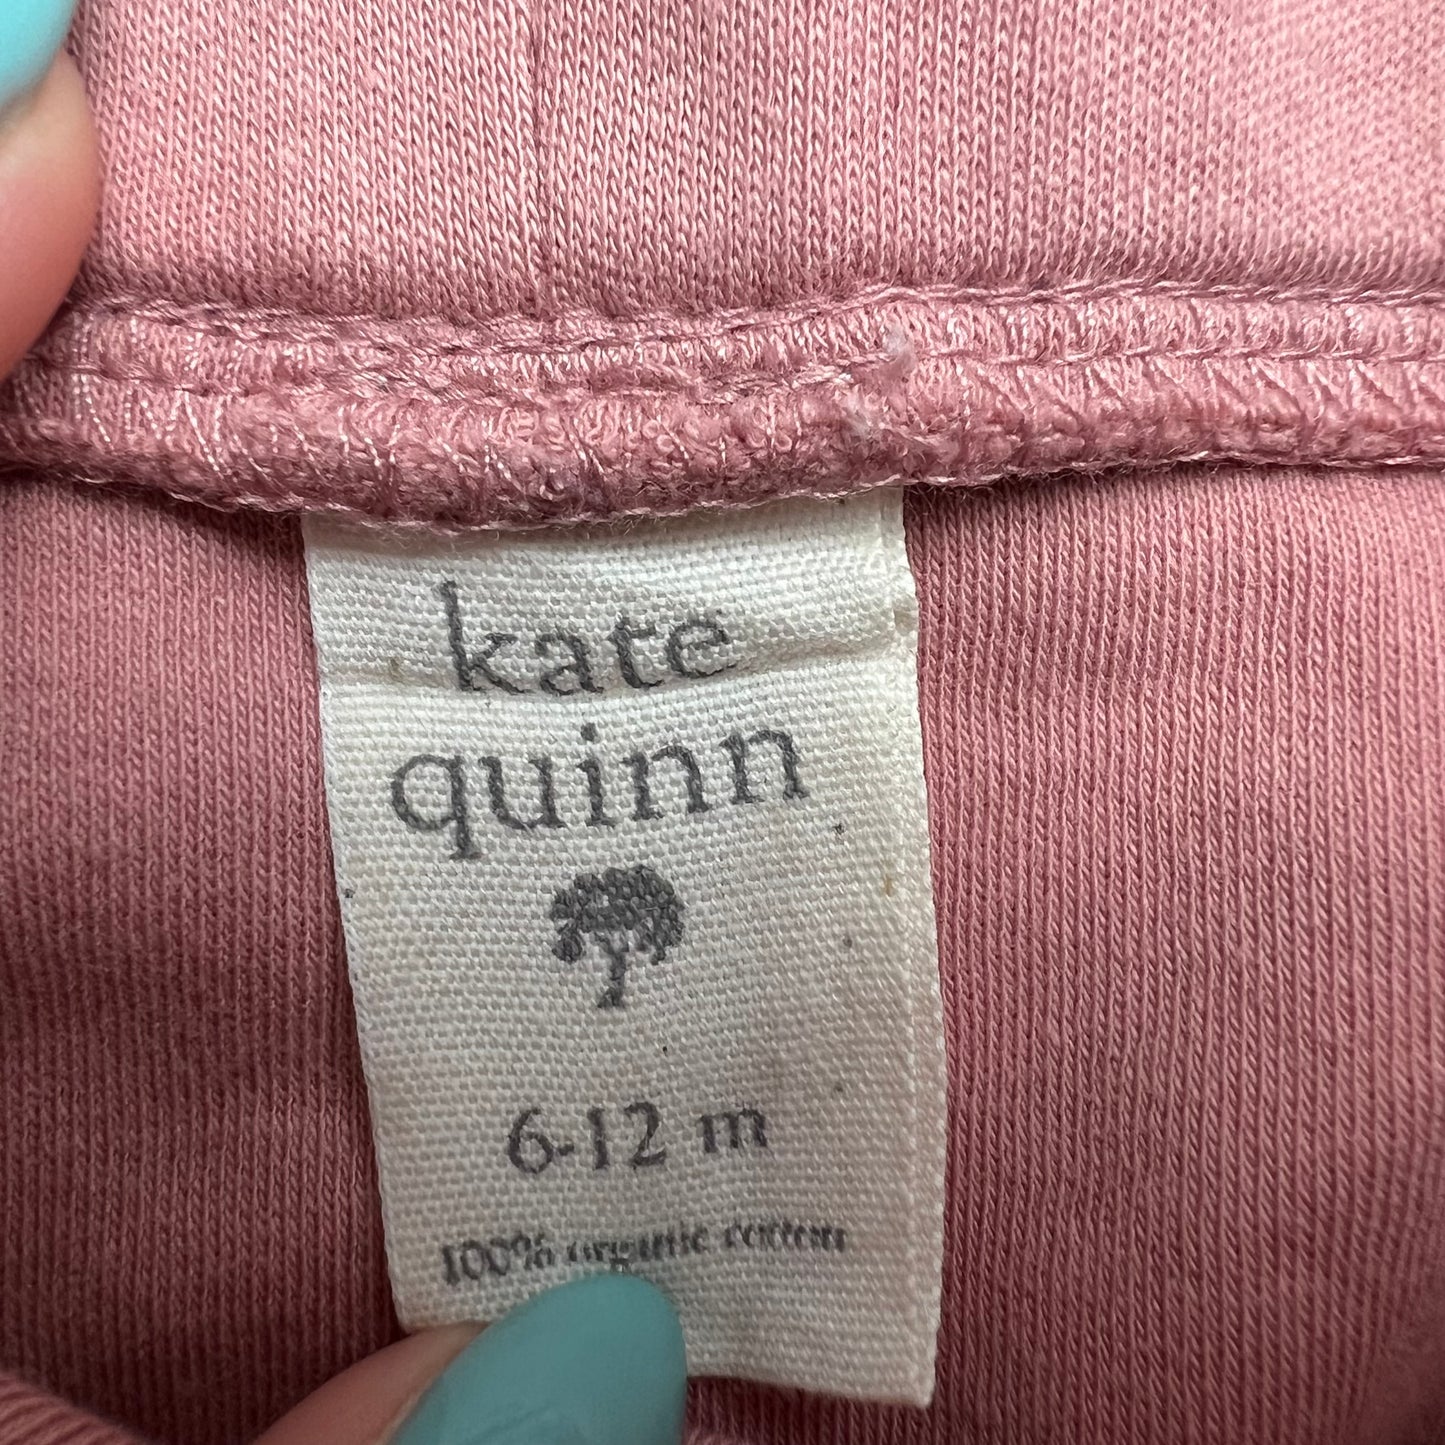 kate
quinn
6-12 m
100% organic cotton